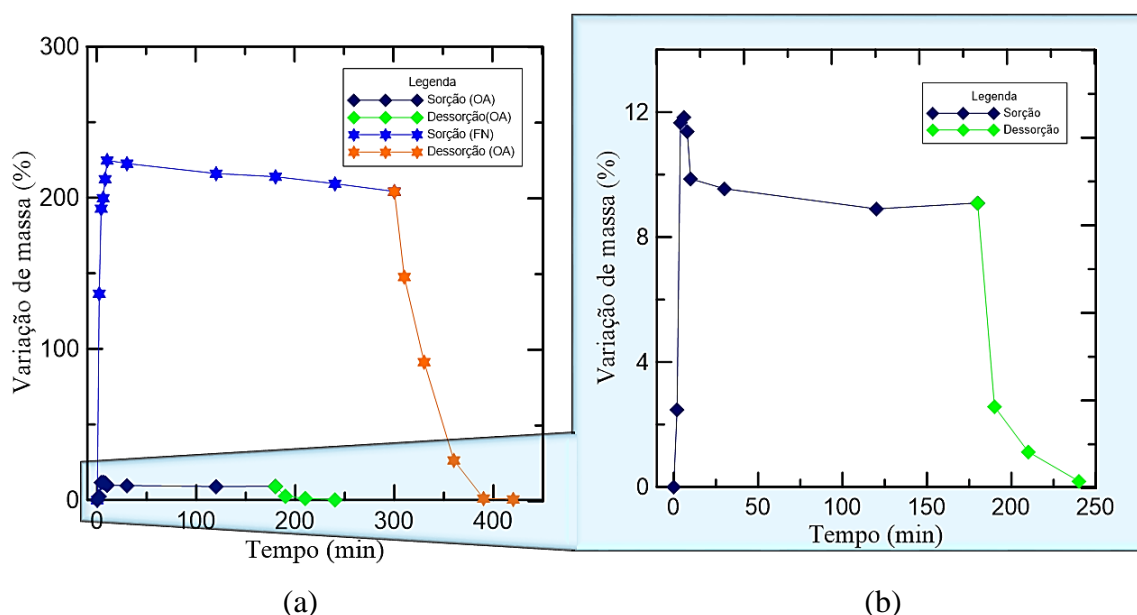 300
200
100
0
Variação de massa (%)
Legenda
Sorção (OA)
Dessorção(OA)
Sorção (FN)
Dessorção (OA)
0
100
200
300
400
Tempo (min)
(a)
12
8
4
0
Variação de massa (%)
Legenda
Sorção
Dessorção
0
50
100
150
200
250
Tempo (min)
(b)